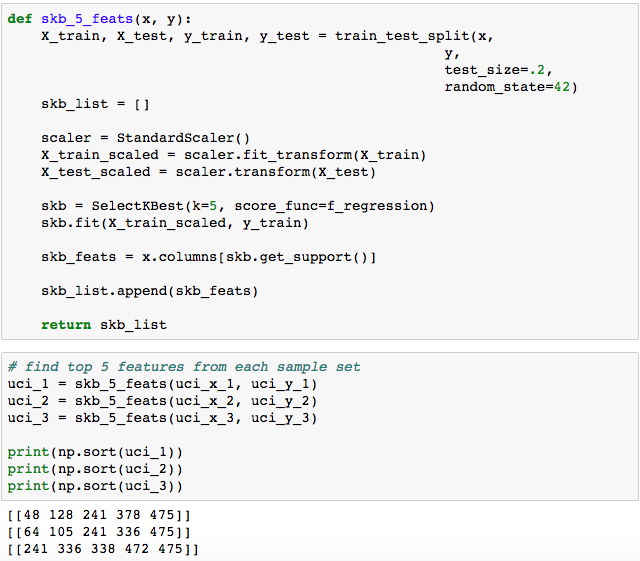 def skb_5_feats(x, y):
    X_train, X_test, y_train, y_test = train_test_split(x,
                                                        y,
                                                        test_size=.2,
                                                        random_state=42)
    skb_list = []
    scaler = StandardScaler()
    X_train_scaled = scaler.fit_transform(X_train)
    X_test_scaled = scaler.transform(X_test)
    skb = SelectKBest(k=5, score_func=f_regression)
    skb.fit(X_train_scaled, y_train)
    skb_feats = x.columns[skb.get_support()]
    skb_list.append(skb_feats)
    return skb_list
# find top 5 features from each sample set
uci_1 = skb_5_feats(uci_x_1, uci_y_1)
uci_2 = skb_5_feats(uci_x_2, uci_y_2)
uci_3 = skb_5_feats(uci_x_3, uci_y_3)
print(np.sort(uci_1))
print(np.sort(uci_2))
print(np.sort(uci_3))
[[48 128 241 378 475]]
[[64 105 241 336 475]]
[[241 336 338 472 475]]